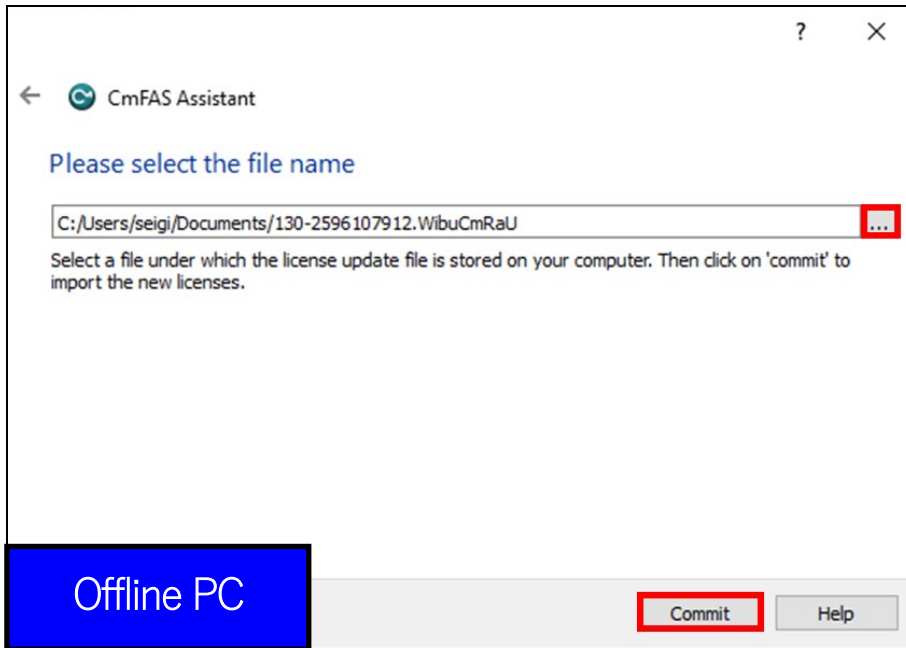 ?
CmFAS Assistant
Please select the file name
C:/Users/seigi/Documents/130-2596107912.WibuCmRaU
...
Select a file under which the license update file is stored on your computer. Then click on 'commit' to
import the new licenses.
Offline PC
Commit
Help